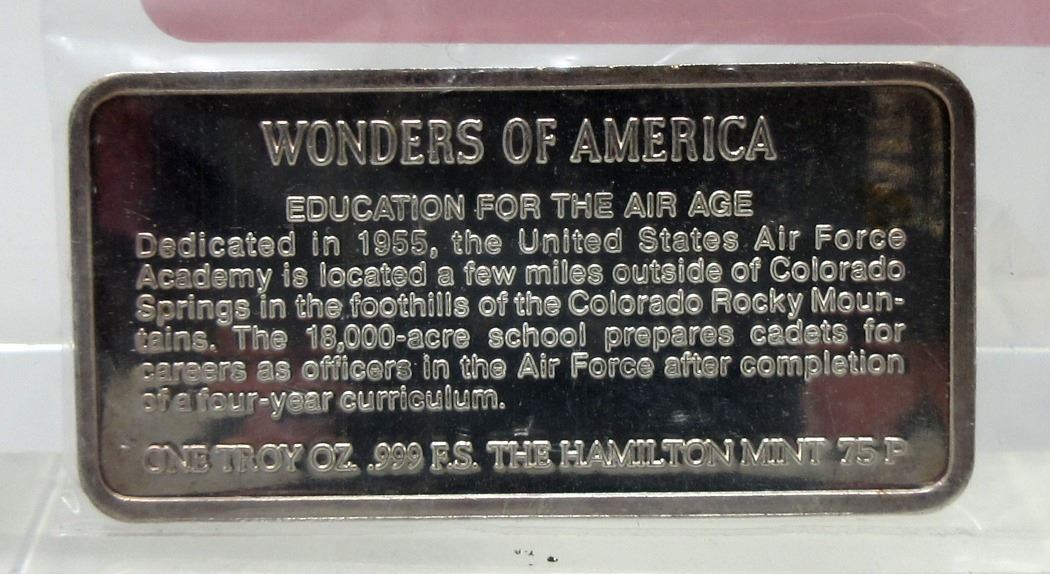 WONDERS OF AMERICA
EDUCATION FOR THE AIR AGE
Dedicated in 1955, the United States Air Force
Academy is located a few miles outside of Colorado
Springs in the foothills of the Colorado Rocky Moun-
tains. The 18,000-acre school prepares cadets for
careers as officers in the Air Force after completion
of a four-year curriculum.
ONE TROY OZ. .999 F.S. THE HAMILTON MINT 75 P